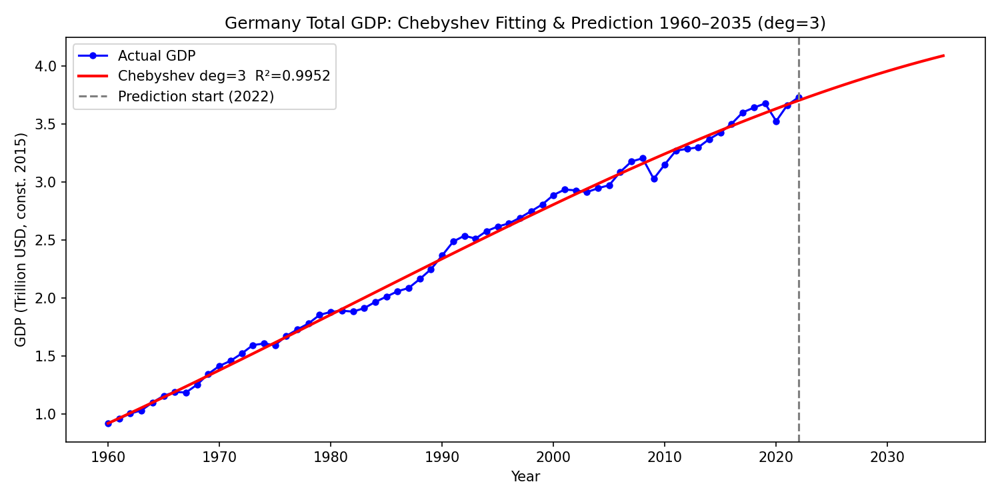 Germany Total GDP: Chebyshev Fitting & Prediction 1960–2035 (deg=3)
Actual GDP
Chebyshev deg=3  R²=0.9952
Prediction start (2022)
GDP (Trillion USD, const. 2015)
4.0
3.5
3.0
2.5
2.0
1.5
1.0
1960 1970 1980 1990 2000 2010 2020 2030
Year